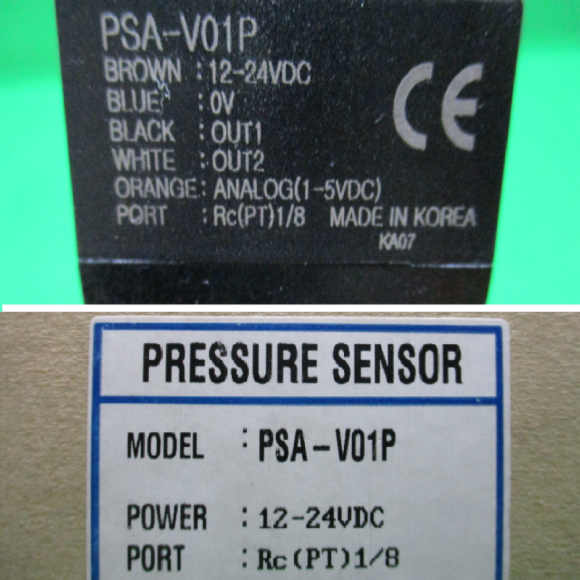 PSA-V01P
BROWN : 12-24VDC
BLUE : 0V
BLACK : OUT1
WHITE : OUT2
ORANGE : ANALOG(1-5VDC)
PORT : Rc(PT)1/8 MADE IN KOREA
KA07
CE
PRESSURE SENSOR
MODEL : PSA-V01P
POWER : 12-24VDC
PORT : Rc(PT)1/8